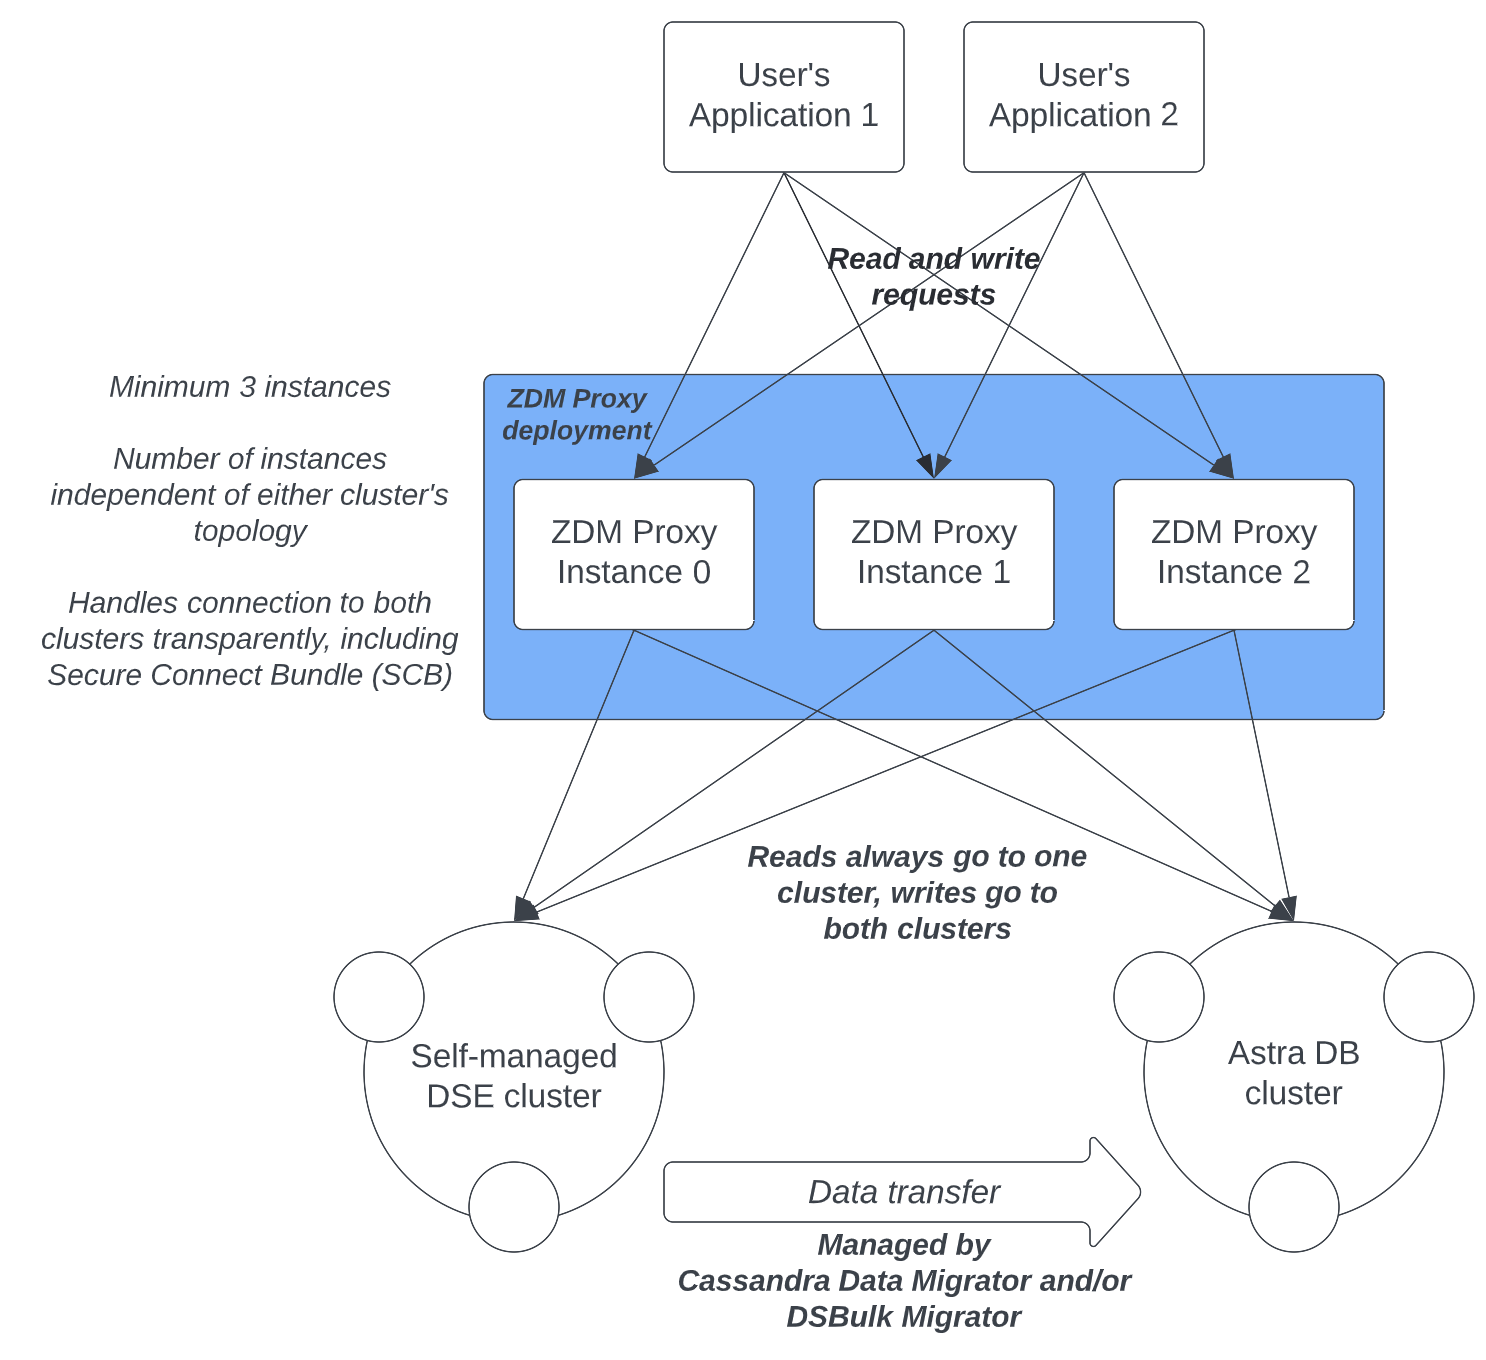 User's
Application 1
User's
Application 2
Read and write
requests
Minimum 3 instances
Number of instances
independent of either cluster's
topology
Handles connection to both
clusters transparently, including
Secure Connect Bundle (SCB)
ZDM Proxy
deployment
ZDM Proxy
Instance 0
ZDM Proxy
Instance 1
ZDM Proxy
Instance 2
Reads always go to one
cluster, writes go to
both clusters
Self-managed
DSE cluster
Astra DB
cluster
Data transfer
Managed by
Cassandra Data Migrator and/or
DSBulk Migrator